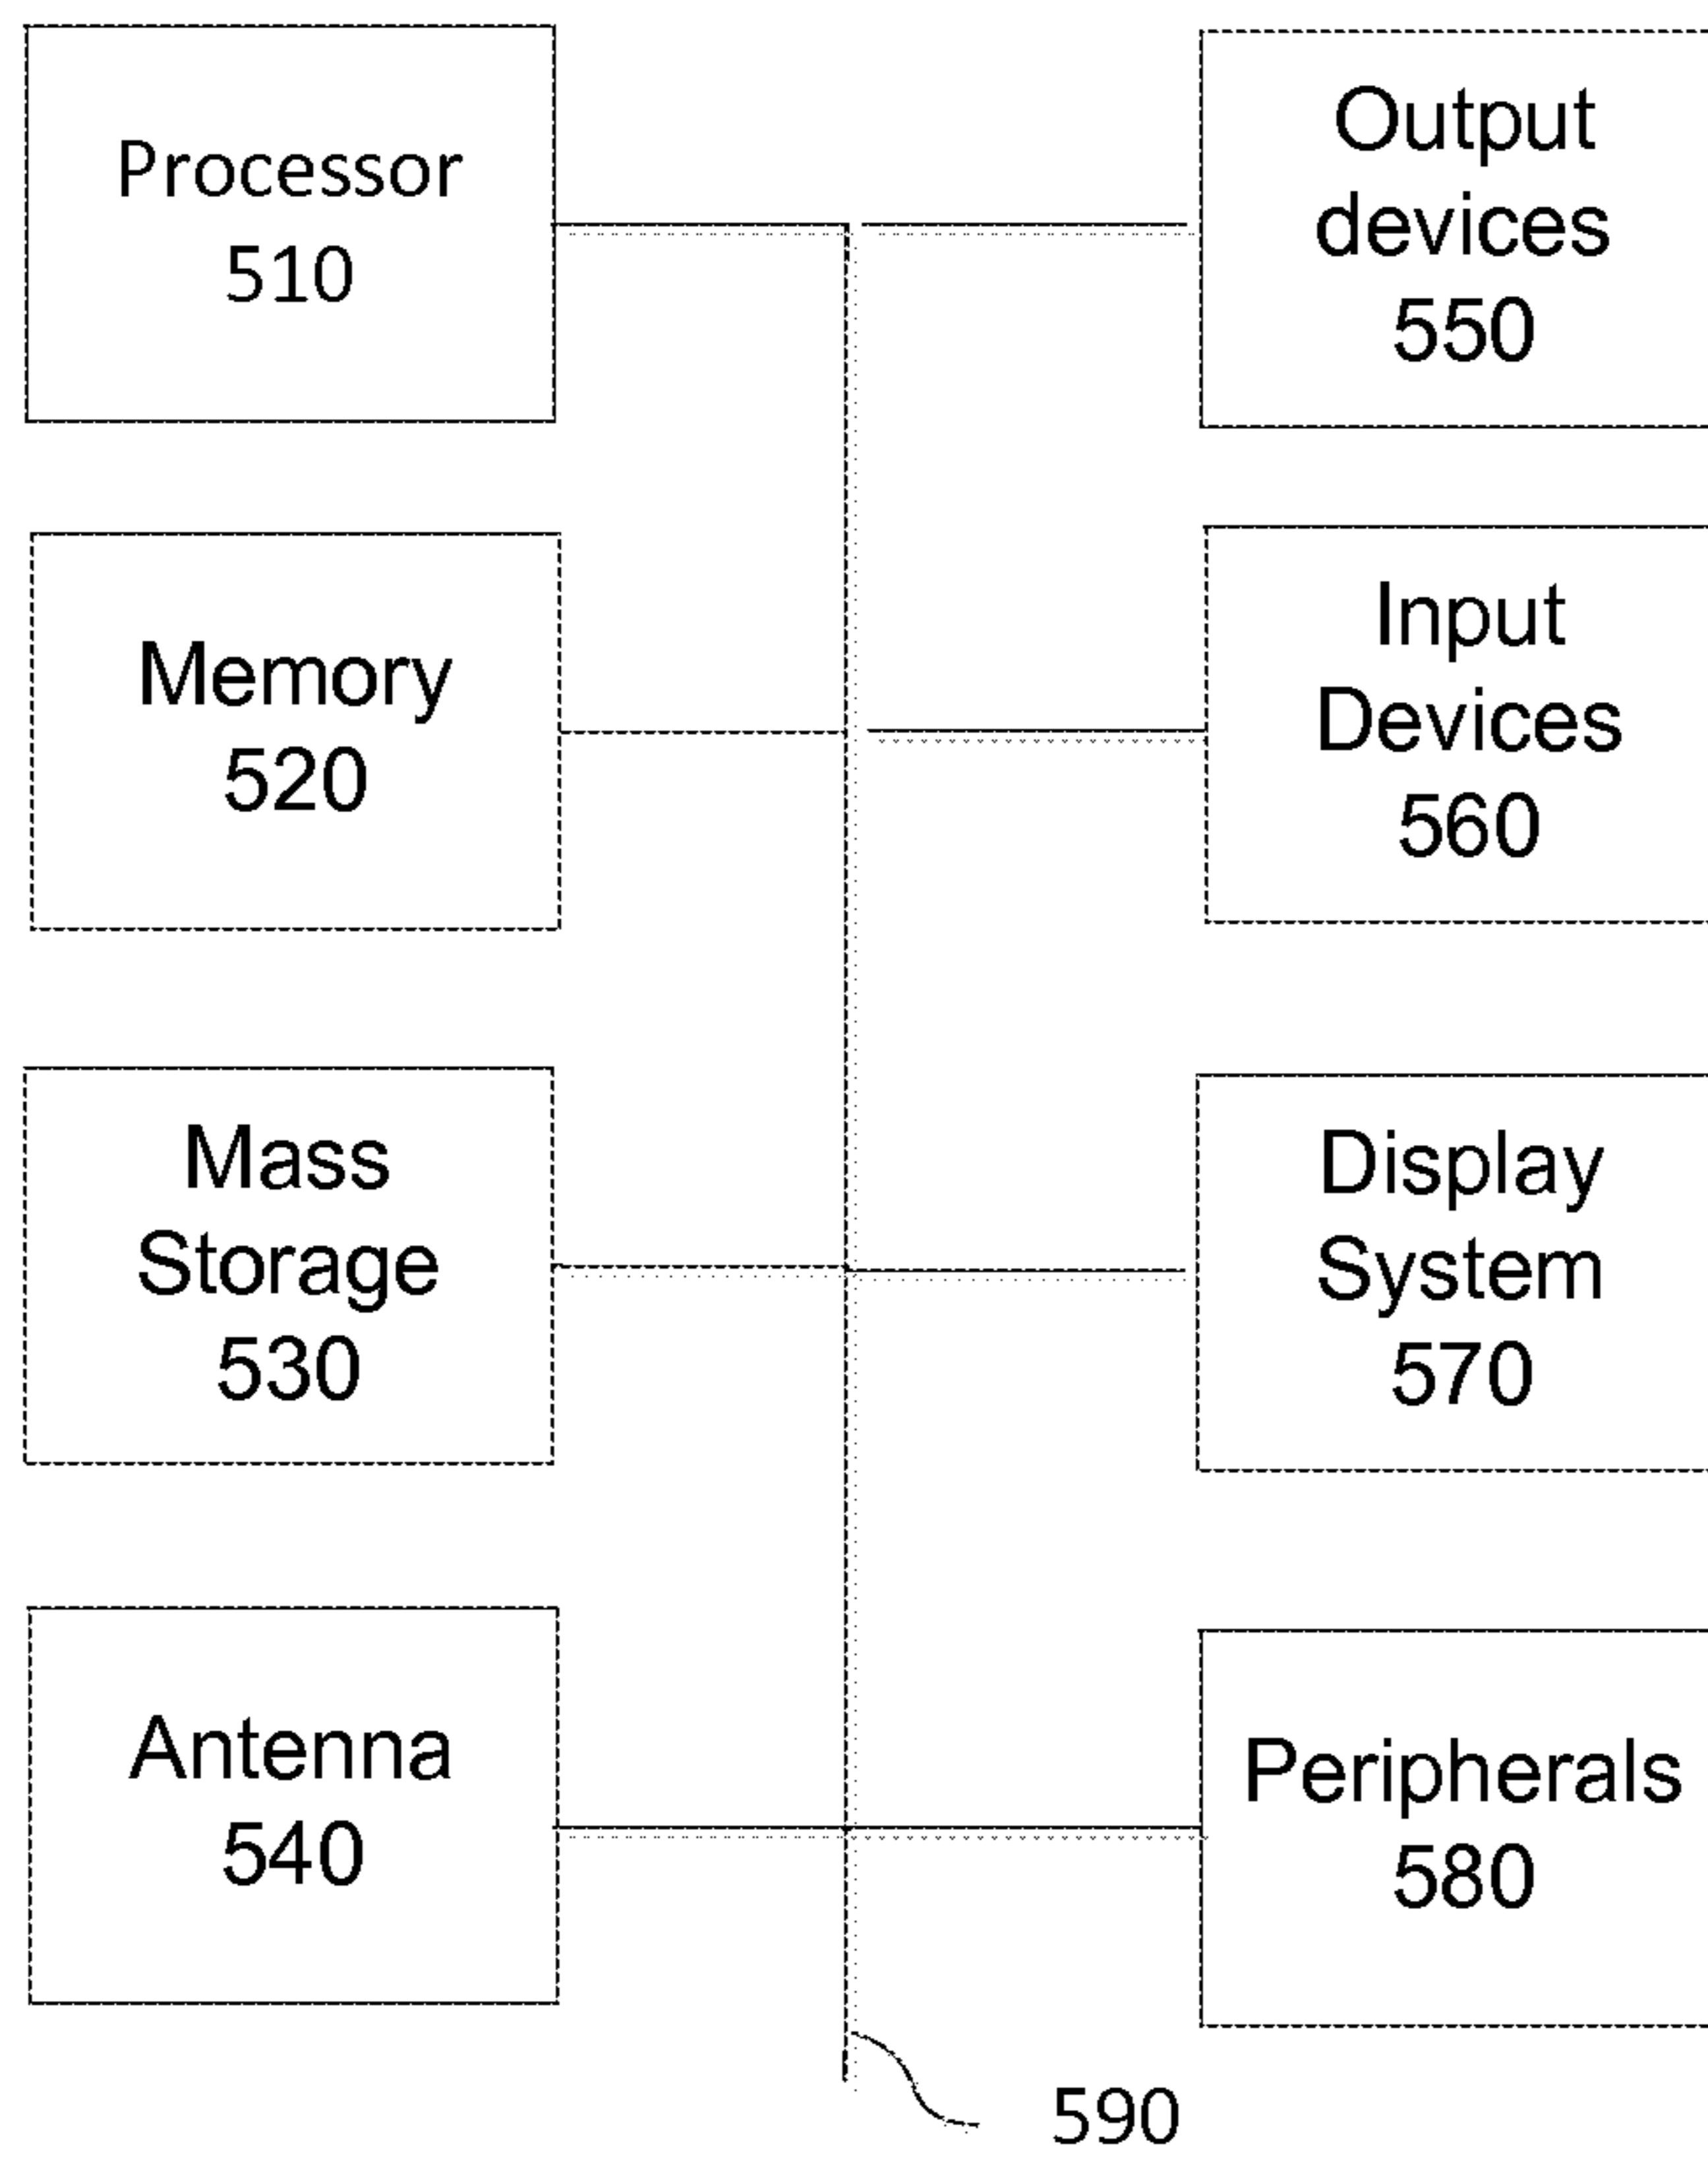 Processor
510
Output
devices
550
Memory
520
Input
Devices
560
Mass
Storage
530
Display
System
570
Antenna
540
Peripherals
580
590